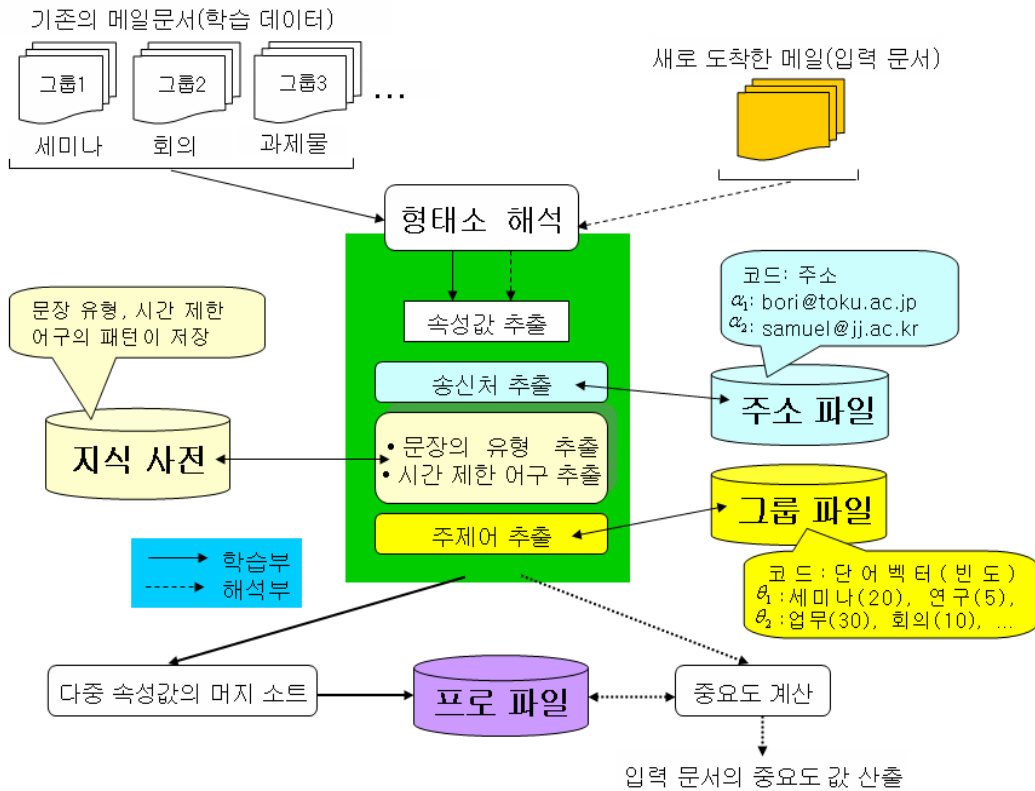 기존의 메일문서(학습 데이터)
그룹1
그룹2
그룹3
...
세미나
회의
과제물
새로 도착한 메일(입력 문서)
형태소 해석
속성값 추출
송신처 추출
• 문장의 유형 추출
• 시간 제한 어구 추출
주제어 추출
문장 유형, 시간 제한
어구의 패턴이 저장
지식 사전
코드: 주소
α₁: bori@toku.ac.jp
α₂: samuel@jj.ac.kr
주소 파일
그룹 파일
코드 : 단어벡터(빈도)
θ₁ : 세미나(20), 연구(5),
θ₂ : 업무(30), 회의(10), ...
학습부
해석부
다중 속성값의 머지 소트
프로 파일
중요도 계산
입력 문서의 중요도 값 산출